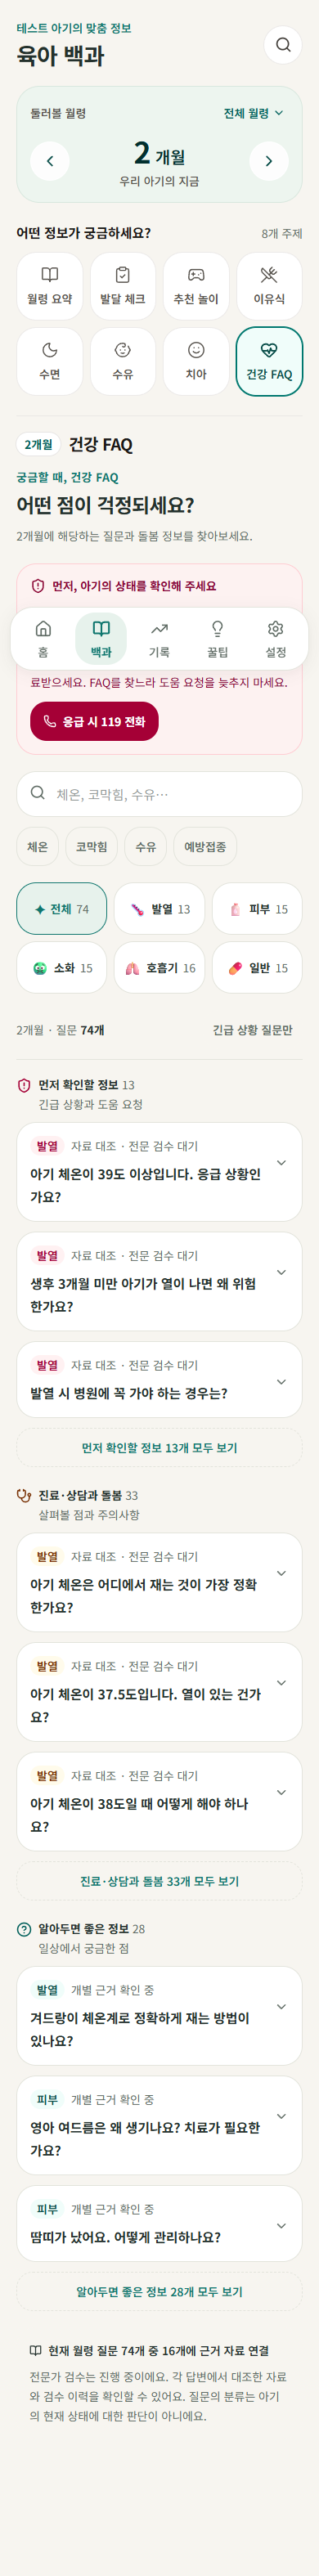 테스트 아기의 맞춤 정보
육아 백과
둘러볼 월령
전체 월령
2 개월
우리 아기의 지금
어떤 정보가 궁금하세요?
8개 주제
월령 요약
발달 체크
추천 놀이
이유식
수면
수유
치아
건강 FAQ
2개월 건강 FAQ
궁금할 때, 건강 FAQ
어떤 점이 걱정되세요?
2개월에 해당하는 질문과 돌봄 정보를 찾아보세요.
먼저, 아기의 상태를 확인해 주세요
홈
백과
기록
꿀팁
설정
료받으세요. FAQ를 찾느라 도움 요청을 늦추지 마세요.
응급 시 119 전화
체온, 코막힘, 수유…
체온
코막힘
수유
예방접종
전체 74
발열 13
피부 15
소화 15
호흡기 16
일반 15
2개월 · 질문 74개
긴급 상황 질문만
먼저 확인할 정보 13
긴급 상황과 도움 요청
발열 자료 대조 · 전문 검수 대기
아기 체온이 39도 이상입니다. 응급 상황인
가요?
발열 자료 대조 · 전문 검수 대기
생후 3개월 미만 아기가 열이 나면 왜 위험
한가요?
발열 자료 대조 · 전문 검수 대기
발열 시 병원에 꼭 가야 하는 경우는?
먼저 확인할 정보 13개 모두 보기
진료·상담과 돌봄 33
살펴볼 점과 주의사항
발열 자료 대조 · 전문 검수 대기
아기 체온은 어디에서 재는 것이 가장 정확
한가요?
발열 자료 대조 · 전문 검수 대기
아기 체온이 37.5도입니다. 열이 있는 건가
요?
발열 자료 대조 · 전문 검수 대기
아기 체온이 38도일 때 어떻게 해야 하나
요?
진료·상담과 돌봄 33개 모두 보기
알아두면 좋은 정보 28
일상에서 궁금한 점
발열 개별 근거 확인 중
겨드랑이 체온계로 정확하게 재는 방법이
있나요?
피부 개별 근거 확인 중
영아 여드름은 왜 생기나요? 치료가 필요한
가요?
피부 개별 근거 확인 중
땀띠가 났어요. 어떻게 관리하나요?
알아두면 좋은 정보 28개 모두 보기
현재 월령 질문 74개 중 16개에 근거 자료 연결
전문가 검수는 진행 중이에요. 각 답변에서 대조한 자료
와 검수 이력을 확인할 수 있어요. 질문의 분류는 아기
의 현재 상태에 대한 판단이 아니에요.